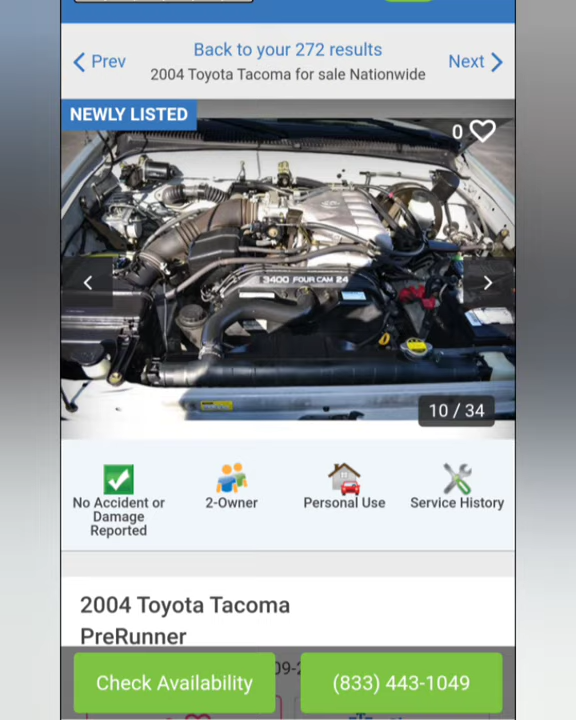 Prev
Back to your 272 results
Next
2004 Toyota Tacoma for sale Nationwide
NEWLY LISTED
0
3400 FOUR CAM 24
10 / 34
No Accident or
Damage
Reported
2-Owner
Personal Use
Service History
2004 Toyota Tacoma
PreRunner
09-2
Check Availability
(833) 443-1049